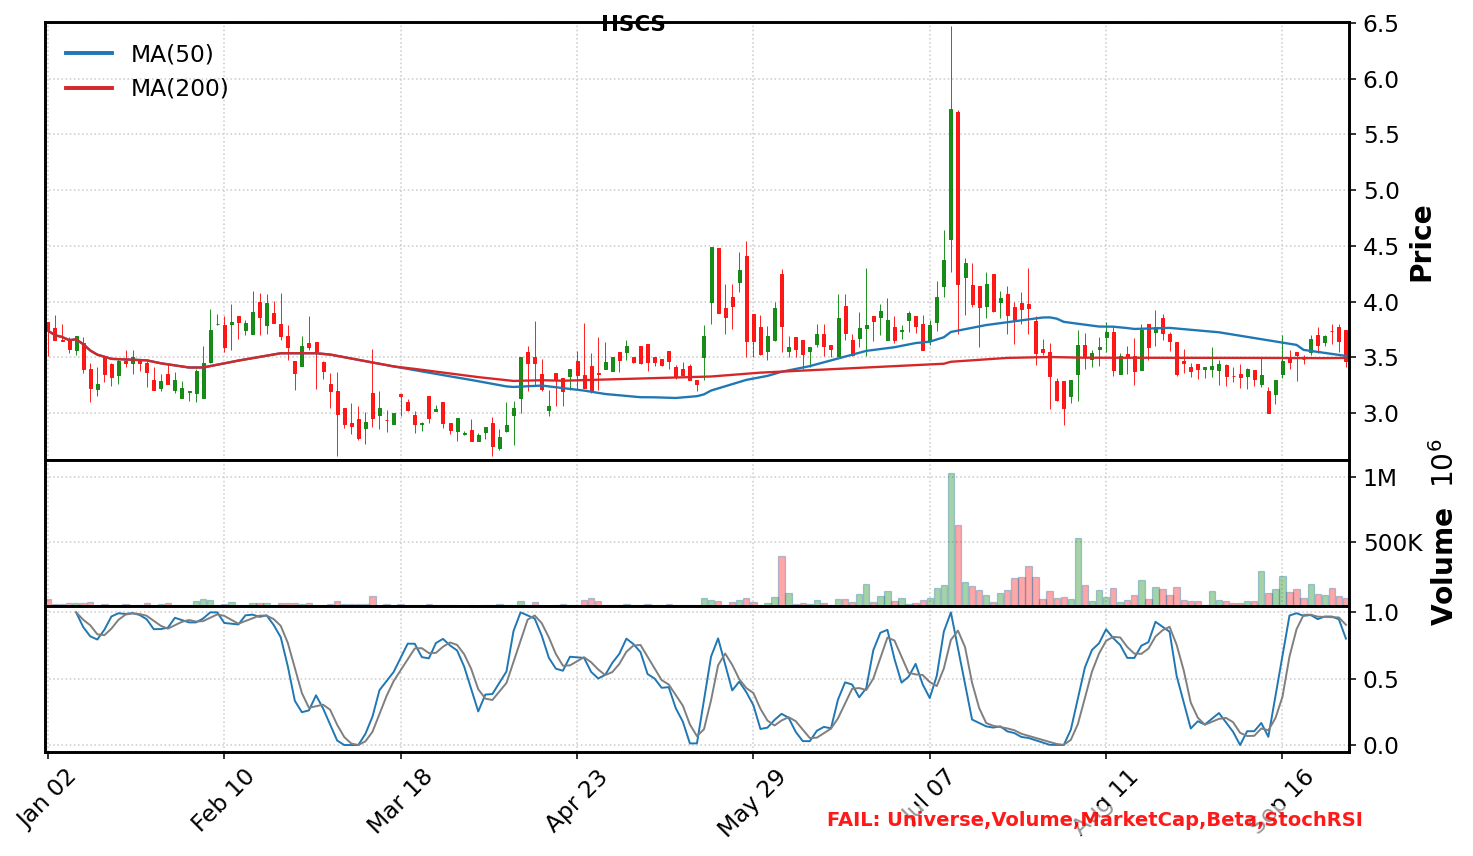 HSCS
MA(50)
MA(200)
6.5
6.0
5.5
5.0
4.5
4.0
3.5
3.0
Price
1M
500K
Volume 10^6
1.0
0.5
0.0
Jan 02
Feb 10
Mar 18
Apr 23
May 29
Jul 07
Aug 11
Sep 16
FAIL: Universe,Volume,MarketCap,Beta,StochRSI